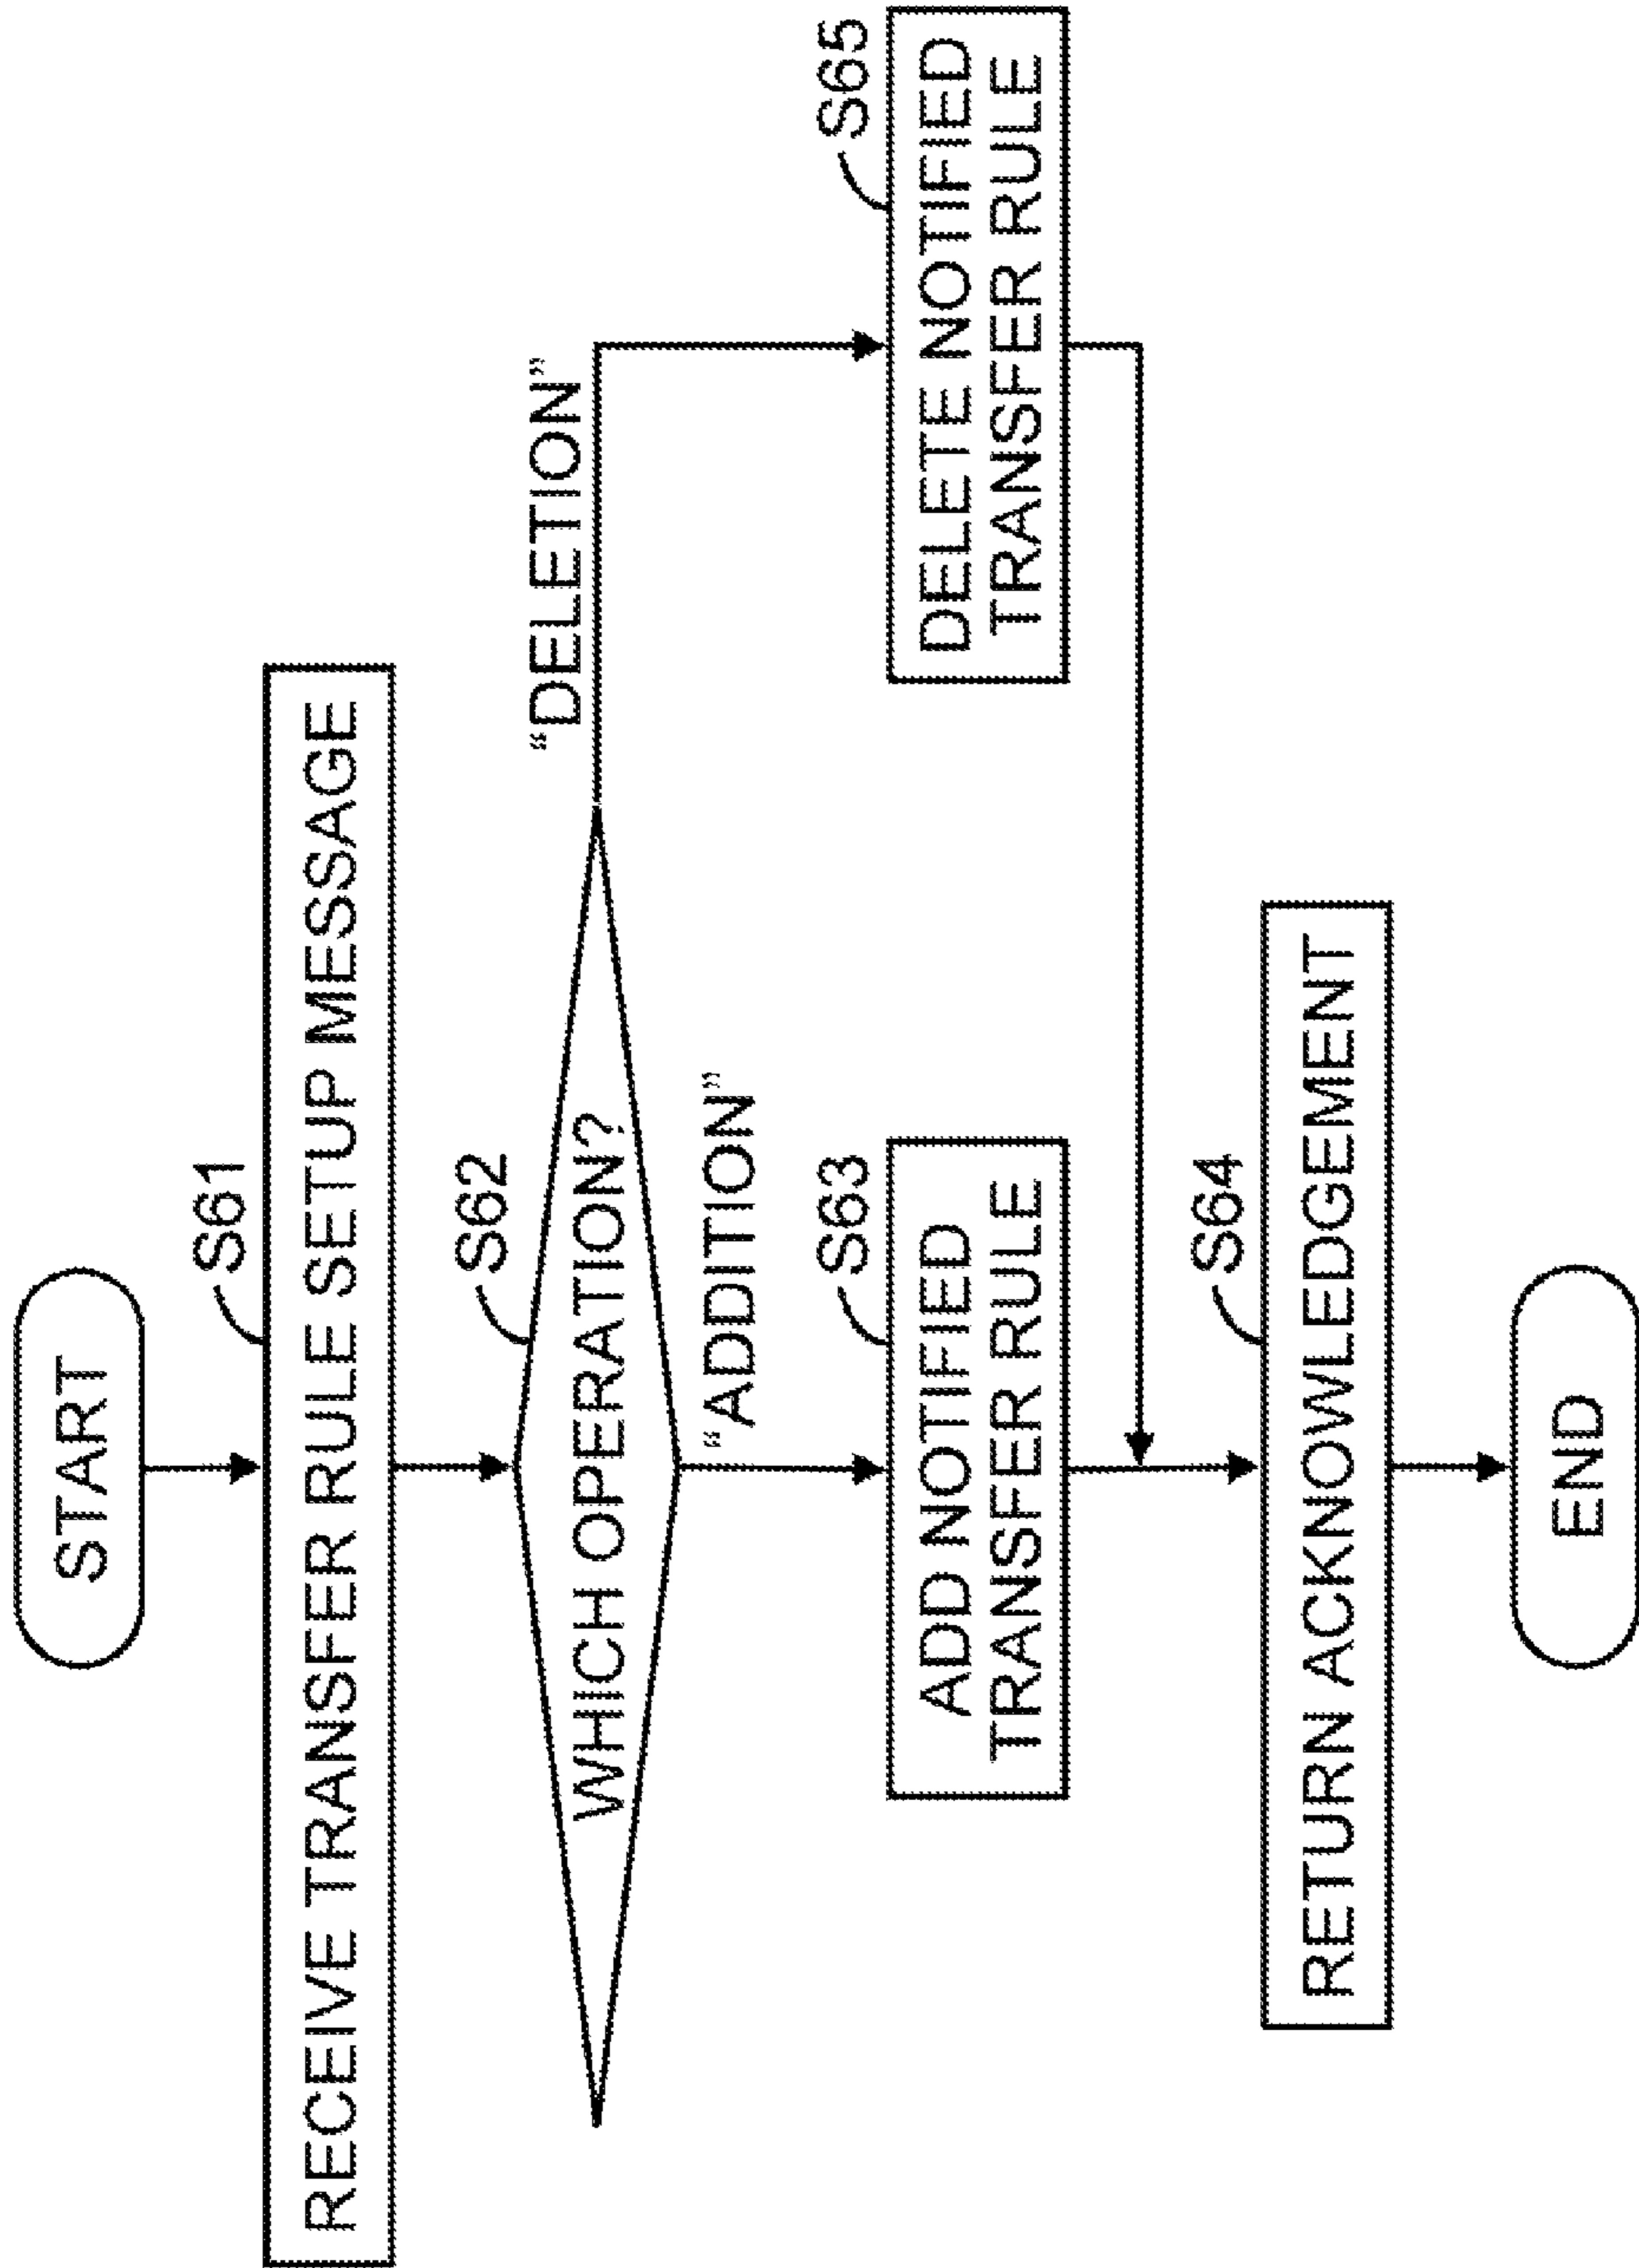 START
S61
RECEIVE TRANSFER RULE SETUP MESSAGE
S62
WHICH OPERATION?
“DELETION”
“ADDITION”
S63
ADD NOTIFIED
TRANSFER RULE
S65
DELETE NOTIFIED
TRANSFER RULE
S64
RETURN ACKNOWLEDGEMENT
END